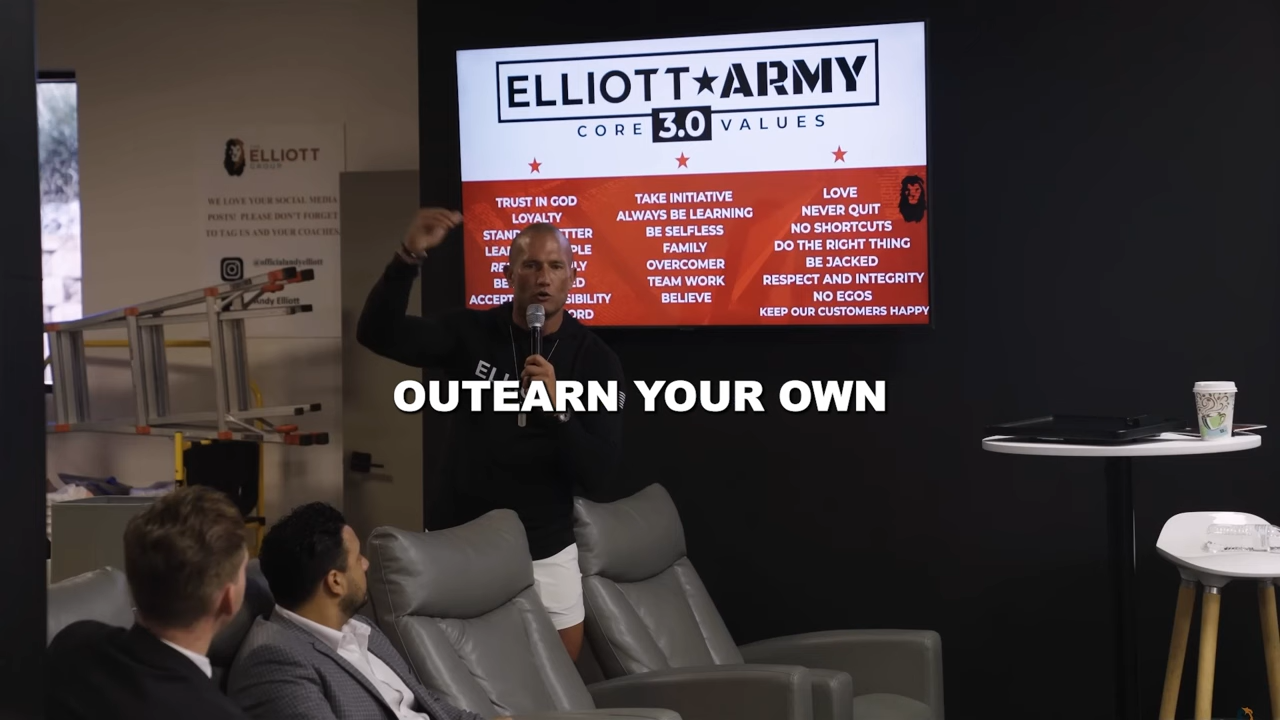 ELLIOTT★ARMY
CORE 3.0 VALUES
TRUST IN GOD
LOYALTY
TAKE INITIATIVE
ALWAYS BE LEARNING
BE SELFLESS
FAMILY
OVERCOMER
TEAM WORK
BELIEVE
LOVE
NEVER QUIT
NO SHORTCUTS
DO THE RIGHT THING
BE JACKED
RESPECT AND INTEGRITY
NO EGOS
KEEP OUR CUSTOMERS HAPPY
ELLIOTT
GROUP
WE LOVE YOUR SOCIAL MEDIA
POSTS! PLEASE DON'T FORGET
TO TAG US AND YOUR COACHES
@officialandyelliott
Andy Elliott
OUTEARN YOUR OWN